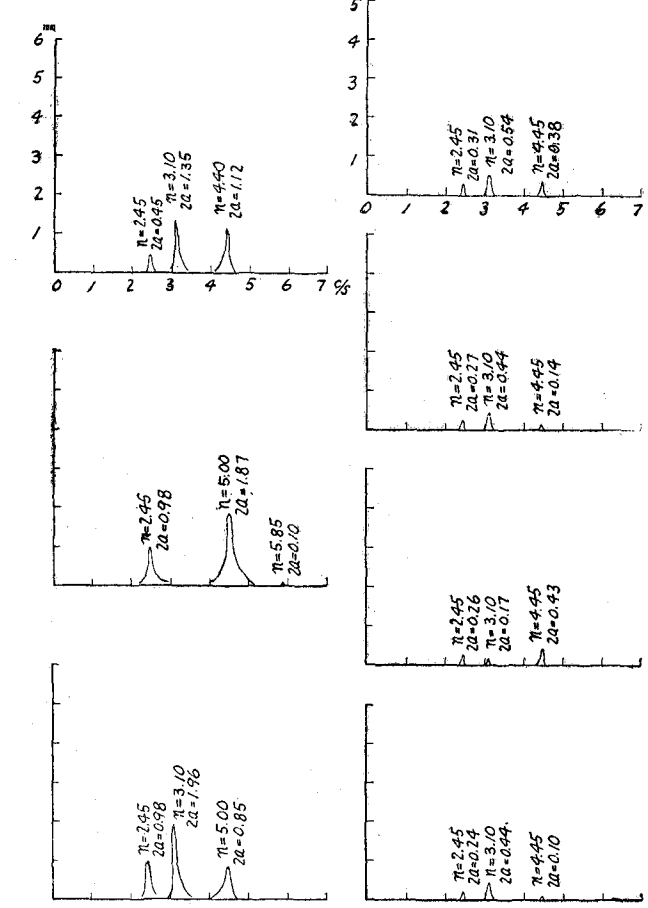 mm
6
5
4
3
2
1
n=2.45
2a=0.45
n=3.10
2a=1.35
n=4.40
2a=1.12
0 1 2 3 4 5 6 7 c/s
n=2.45
2a=0.98
n=5.00
2a=1.87
n=5.85
2a=0.10
n=2.45
2a=0.98
n=3.10
2a=1.96
n=5.00
2a=0.85
5
4
3
2
1
n=2.45
2a=0.31
n=3.10
2a=0.54
n=4.45
2a=0.38
0 1 2 3 4 5 6 7
n=2.45
2a=0.27
n=3.10
2a=0.44
n=4.45
2a=0.14
n=2.45
2a=0.26
n=3.10
2a=0.17
n=4.45
2a=0.43
n=2.45
2a=0.24
n=3.10
2a=0.44
n=4.45
2a=0.10